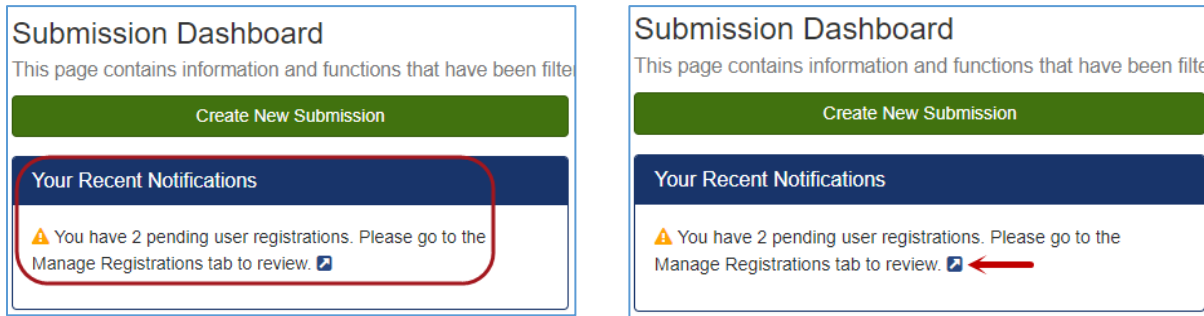 Submission Dashboard
This page contains information and functions that have been filte
Create New Submission
Your Recent Notifications
You have 2 pending user registrations. Please go to the
Manage Registrations tab to review.
Submission Dashboard
This page contains information and functions that have been filte
Create New Submission
Your Recent Notifications
You have 2 pending user registrations. Please go to the
Manage Registrations tab to review.